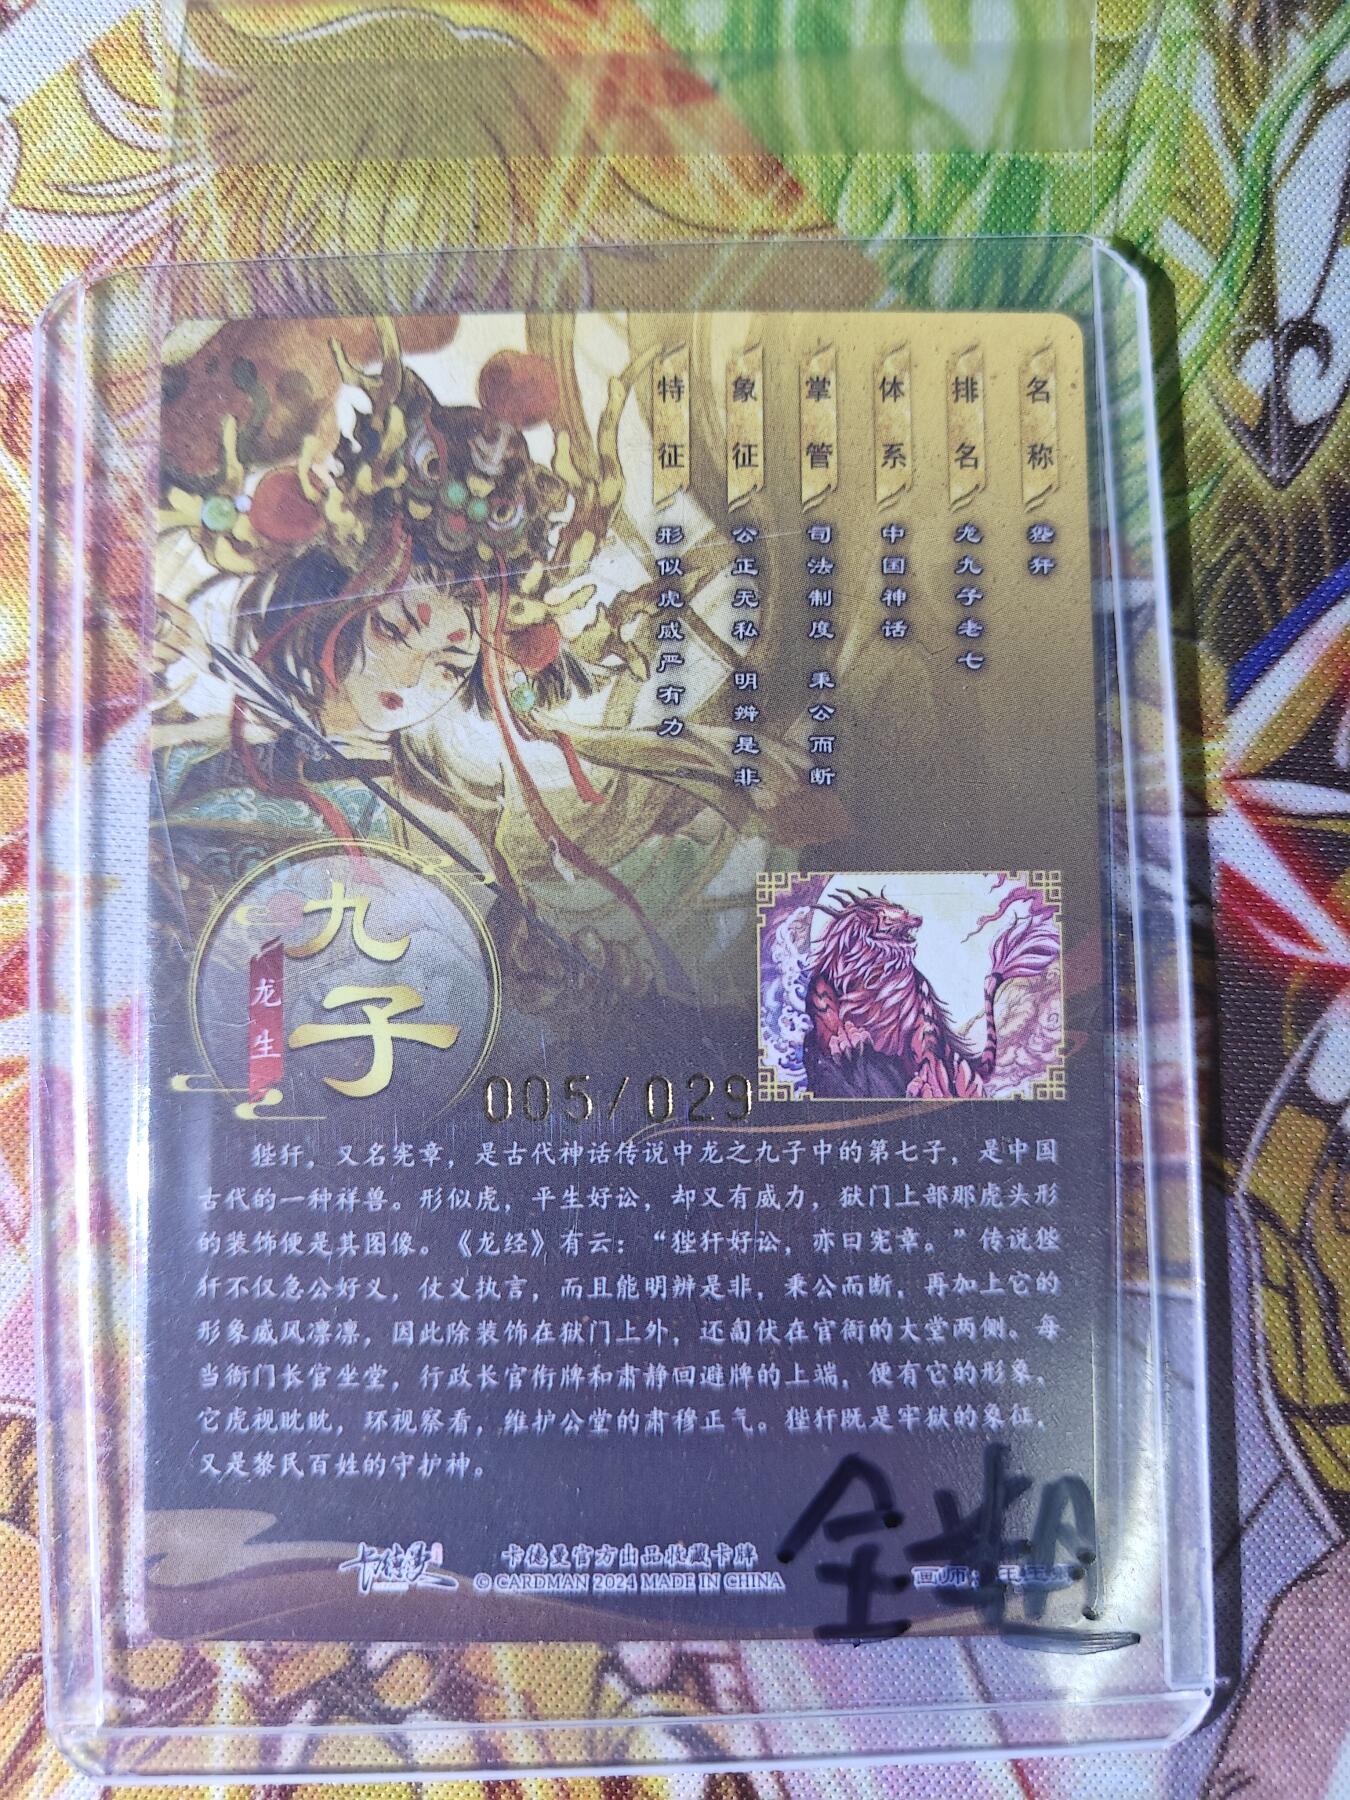 名称 狴犴
排名 龙九子老七
体系 中国神话
掌管 司法制度 秉公而断
象征 公正无私 明辨是非
特征 形似虎威严有力
九子
龙生
005/029
狴犴，又名宪章，是古代神话传说中龙之九子中的第七子，是中国
古代的一种祥兽。形似虎，平生好讼，却又有威力，狱门上部那虎头形
的装饰便是其图像。《龙经》有云：“狴犴好讼，亦曰宪章。”传说狴
犴不仅急公好义，仗义执言，而且能明辨是非，秉公而断，再加上它的
形象威风凛凛，因此除装饰在狱门上外，还匍伏在官衙的大堂两侧。每
当衙门长官坐堂，行政长官衔牌和肃静回避牌的上端，便有它的形象，
它虎视眈眈，环视察看，维护公堂的肃穆正气。狴犴既是牢狱的象征，
又是黎民百姓的守护神。
卡德曼
卡德曼官方出品收藏卡牌
© CARDMAN 2024 MADE IN CHINA
画师：王玉